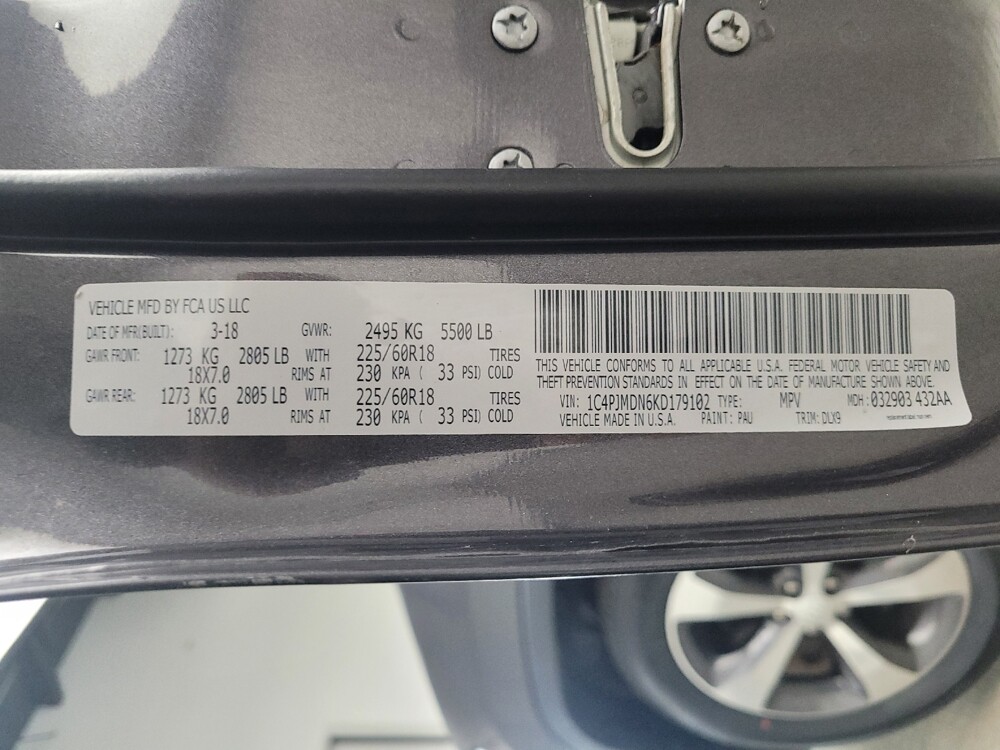 VEHICLE MFD BY FCA US LLC
DATE OF MFR(BUILT): 3-18 GVWR: 2495 KG 5500 LB
GAWR FRONT: 1273 KG 2805 LB WITH 225/60R18 TIRES
18X7.0 RIMS AT 230 KPA ( 33 PSI) COLD
GAWR REAR: 1273 KG 2805 LB WITH 225/60R18 TIRES
18X7.0 RIMS AT 230 KPA ( 33 PSI) COLD
THIS VEHICLE CONFORMS TO ALL APPLICABLE U.S.A. FEDERAL MOTOR VEHICLE SAFETY AND
THEFT PREVENTION STANDARDS IN EFFECT ON THE DATE OF MANUFACTURE SHOWN ABOVE.
VIN: 1C4PJMDN6KD179102 TYPE: MPV MDH: 032903 432AA
VEHICLE MADE IN U.S.A. PAINT: PAU TRIM: DLX9